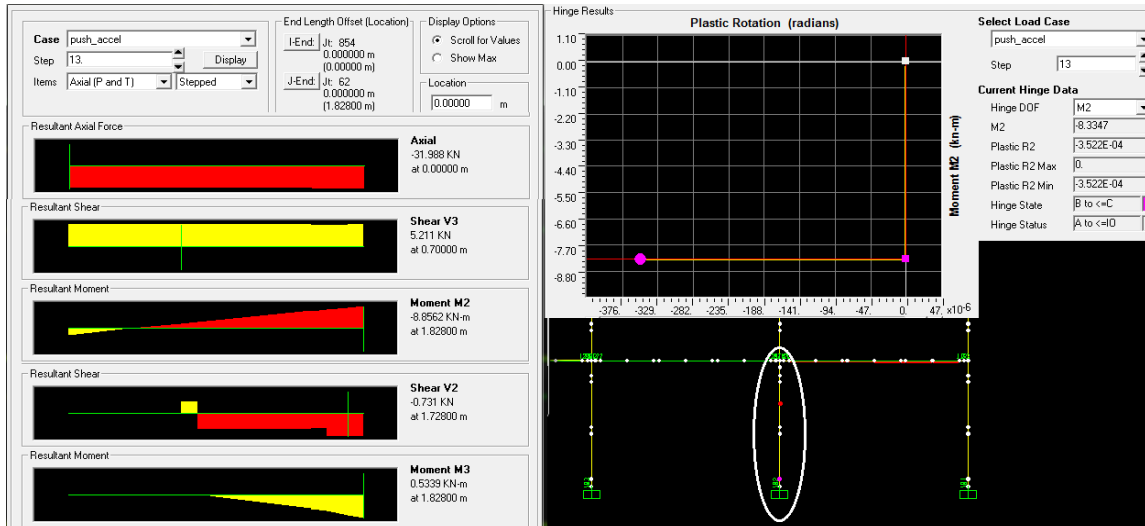 End Length Offset (Location)
Display Options
Case
push_accel
Step
13.
Display
Items
Axial (P and T)
Stepped
I-End:
Jt: 854
0.000000 m
(0.00000 m)
J-End:
Jt: 62
0.000000 m
(1.82800 m)
Scroll for Values
Show Max
Location
0.00000
m
Resultant Axial Force
Axial
-31.988 KN
at 0.00000 m
Resultant Shear
Shear V3
5.211 KN
at 0.70000 m
Resultant Moment
Moment M2
-8.8562 KN-m
at 1.82800 m
Resultant Shear
Shear V2
-0.731 KN
at 1.72800 m
Resultant Moment
Moment M3
0.5339 KN-m
at 1.82800 m
Hinge Results
Plastic Rotation (radians)
1.10
0.00
-1.10
-2.20
-3.30
-4.40
-5.50
-6.60
-7.70
-8.80
Moment M2 (kn-m)
-376. -329. -282. -235. -188. -141. -94. -47. 0. 47. x10-6
Select Load Case
push_accel
Step
13
Current Hinge Data
Hinge DOF
M2
M2
-8.3347
Plastic R2
-3.522E-04
Plastic R2 Max
0.
Plastic R2 Min
-3.522E-04
Hinge State
B to <=C
Hinge Status
A to <=IO